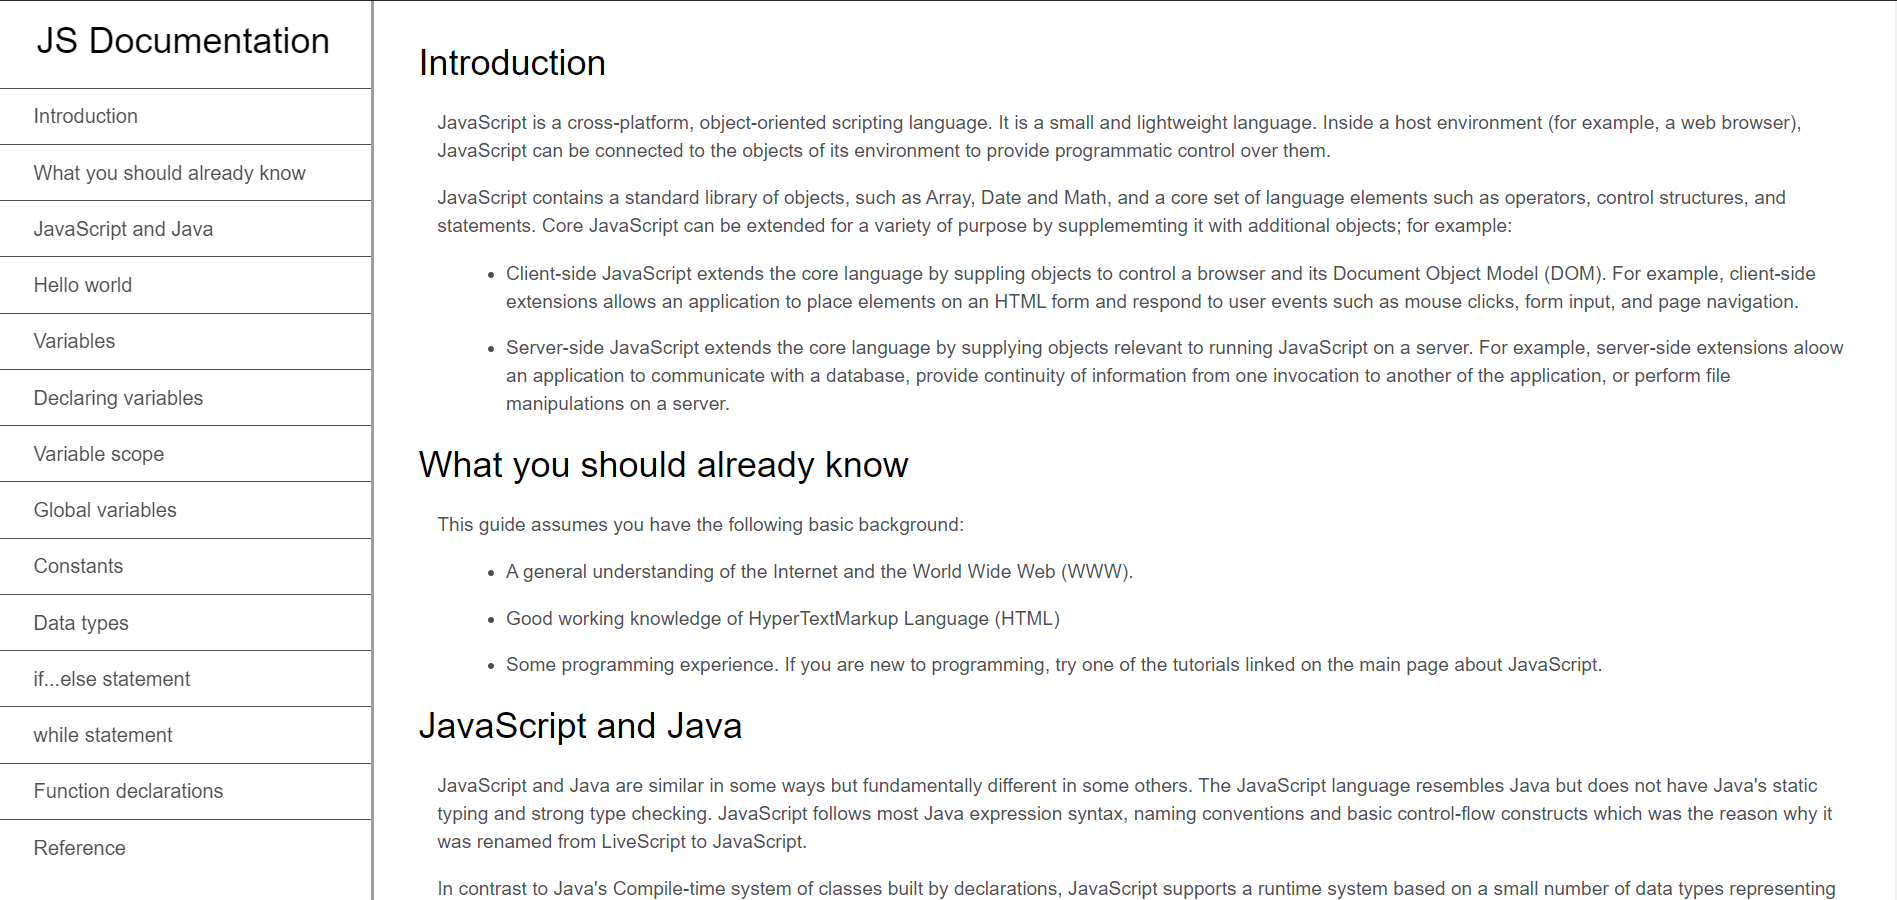 JS Documentation
Introduction
What you should already know
JavaScript and Java
Hello world
Variables
Declaring variables
Variable scope
Global variables
Constants
Data types
if...else statement
while statement
Function declarations
Reference
Introduction
JavaScript is a cross-platform, object-oriented scripting language. It is a small and lightweight language. Inside a host environment (for example, a web browser),
JavaScript can be connected to the objects of its environment to provide programmatic control over them.
JavaScript contains a standard library of objects, such as Array, Date and Math, and a core set of language elements such as operators, control structures, and
statements. Core JavaScript can be extended for a variety of purpose by supplememting it with additional objects; for example:
• Client-side JavaScript extends the core language by suppling objects to control a browser and its Document Object Model (DOM). For example, client-side
extensions allows an application to place elements on an HTML form and respond to user events such as mouse clicks, form input, and page navigation.
• Server-side JavaScript extends the core language by supplying objects relevant to running JavaScript on a server. For example, server-side extensions aloow
an application to communicate with a database, provide continuity of information from one invocation to another of the application, or perform file
manipulations on a server.
What you should already know
This guide assumes you have the following basic background:
• A general understanding of the Internet and the World Wide Web (WWW).
• Good working knowledge of HyperTextMarkup Language (HTML)
• Some programming experience. If you are new to programming, try one of the tutorials linked on the main page about JavaScript.
JavaScript and Java
JavaScript and Java are similar in some ways but fundamentally different in some others. The JavaScript language resembles Java but does not have Java's static
typing and strong type checking. JavaScript follows most Java expression syntax, naming conventions and basic control-flow constructs which was the reason why it
was renamed from LiveScript to JavaScript.
In contrast to Java's Compile-time system of classes built by declarations, JavaScript supports a runtime system based on a small number of data types representing